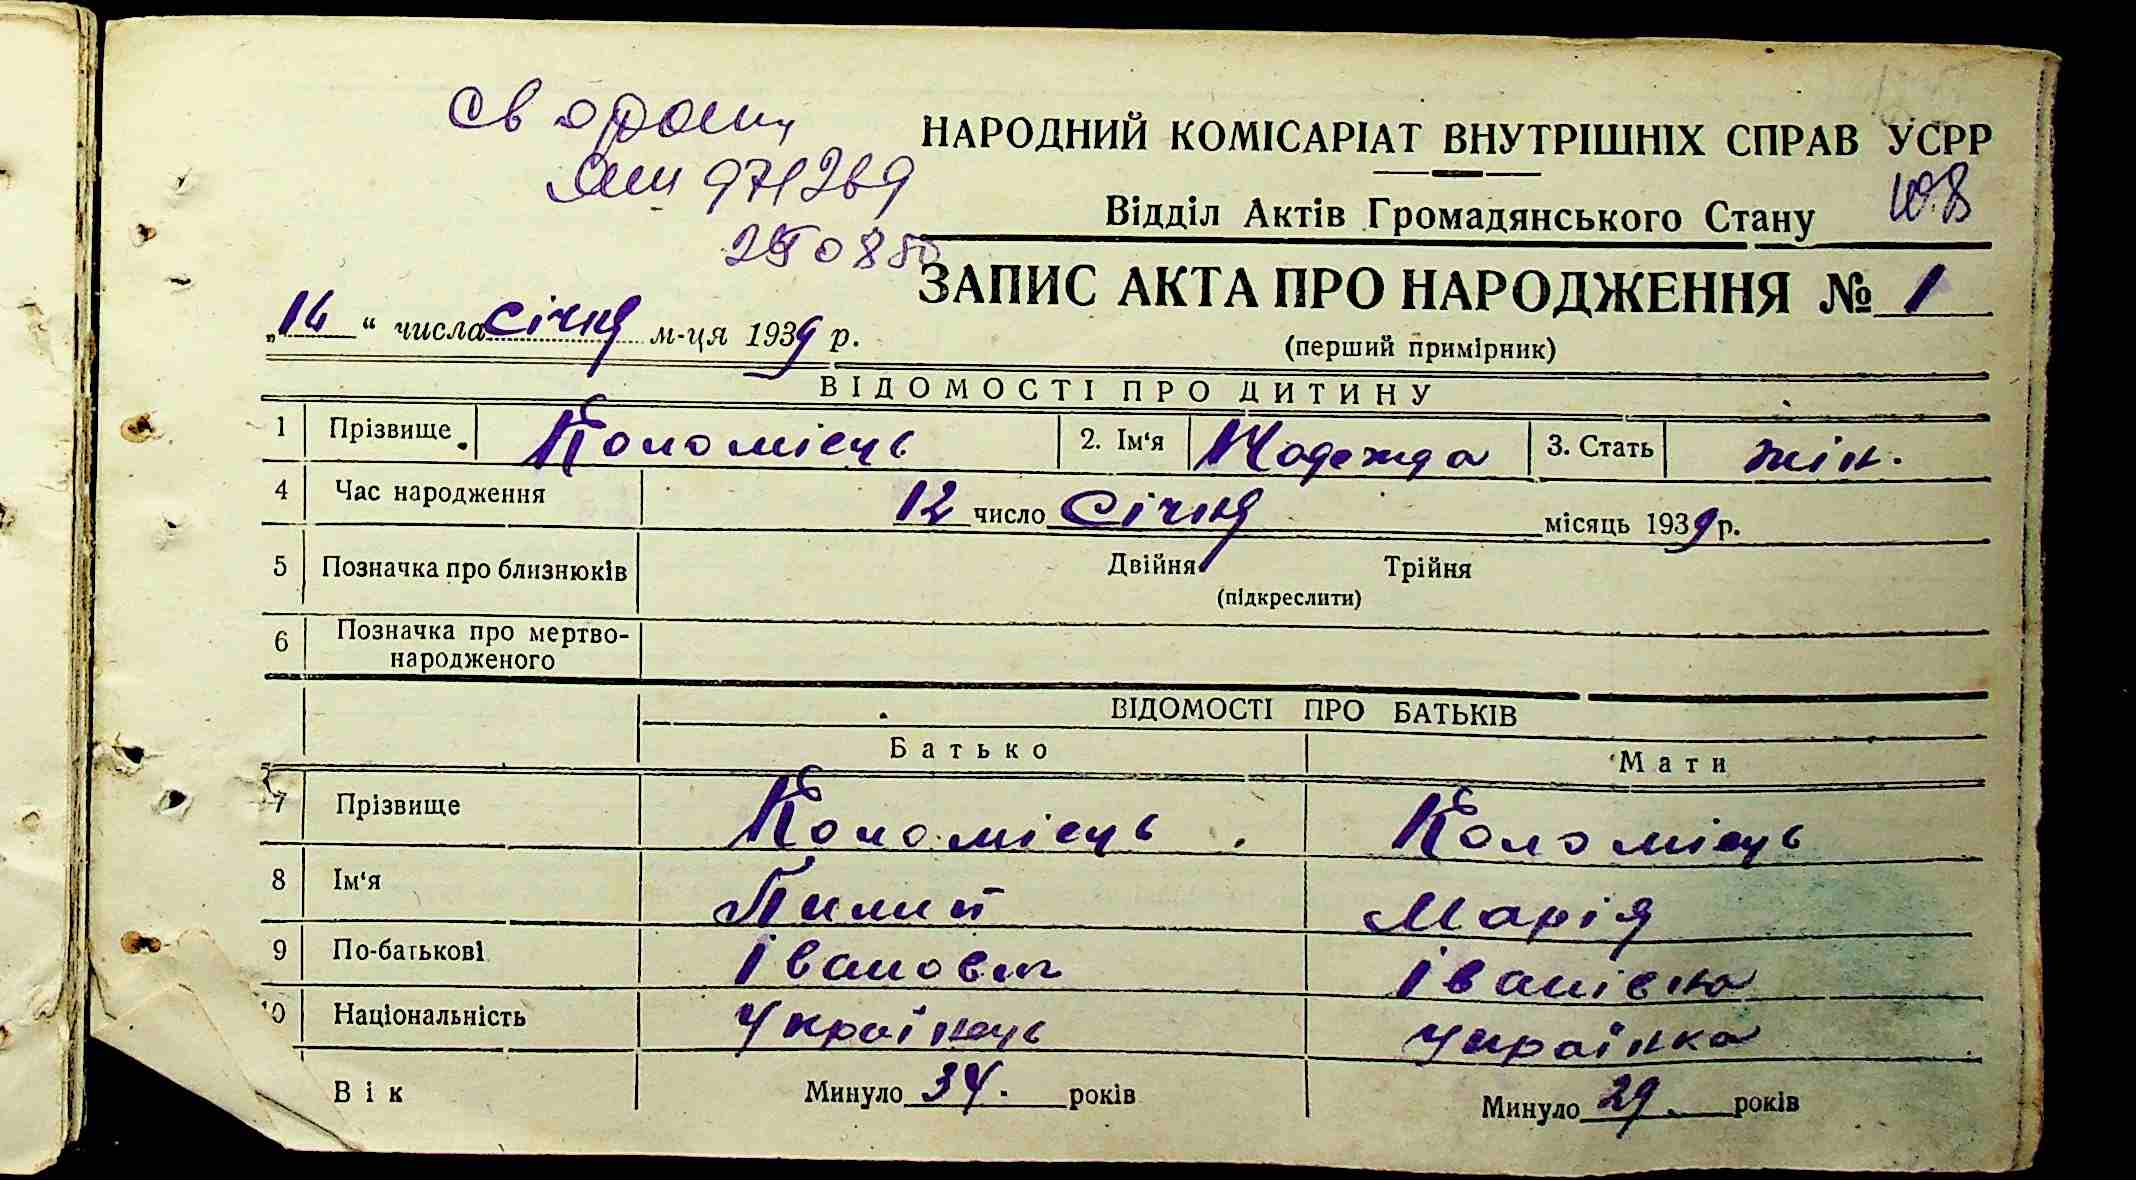 НАРОДНИЙ КОМІСАРІАТ ВНУТРІШНІХ СПРАВ УСРР
Відділ Актів Громадянського Стану
ЗАПИС АКТА ПРО НАРОДЖЕННЯ № 1
(перший примірник)
„ “ числа січня м-ця 1939 р.
ВІДОМОСТІ ПРО ДИТИНУ
1 Прізвище Коломієць 2. Ім‘я Надежда 3. Стать жін.
4 Час народження 12 число Січня місяць 1939 р.
5 Позначка про близнюків Двійня Трійня
(підкреслити)
6 Позначка про мертво-
народженого
ВІДОМОСТІ ПРО БАТЬКІВ
Батько Мати
7 Прізвище Коломієць Коломієць
8 Ім‘я Пилип Марія
9 По-батькові Іванович Іванівна
0 Національність Українець Українка
Вік Минуло 34 років Минуло 29 років